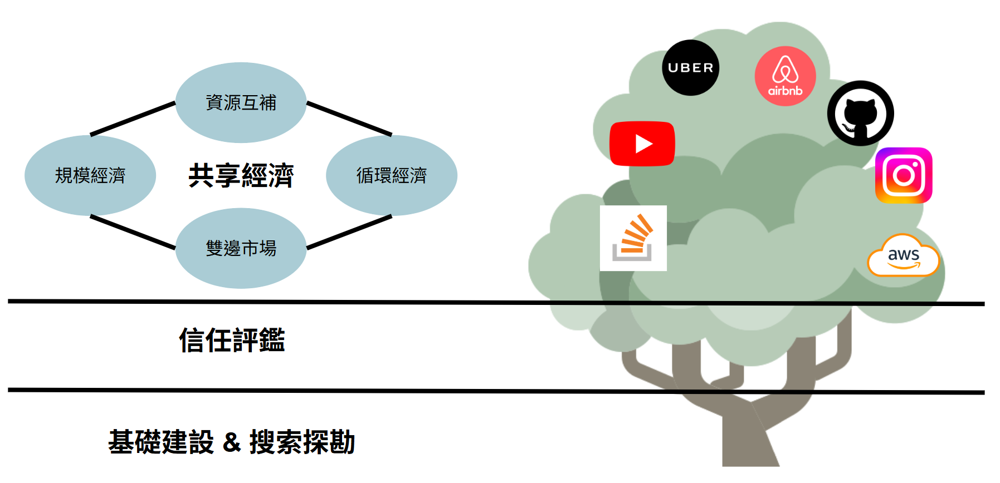 資源互補
規模經濟
共享經濟
循環經濟
雙邊市場
信任評鑑
基礎建設 & 搜索探勘
UBER
airbnb
aws